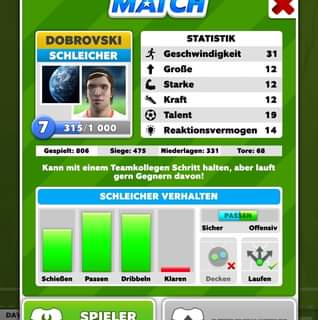 MATCH
DOBROVSKI
SCHLEICHER
7
315/1 000
STATISTIK
Geschwindigkeit 31
Große 12
Starke 12
Kraft 12
Talent 19
Reaktionsvermogen 14
Gespielt: 806 Siege: 475 Niederlagen: 331 Tore: 68
Kann mit einem Teamkollegen Schritt halten, aber lauft
gern Gegnern davon!
SCHLEICHER VERHALTEN
PASSEN
Sicher Offensiv
Schießen Passen Dribbeln Klaren Decken Laufen
SPIELER